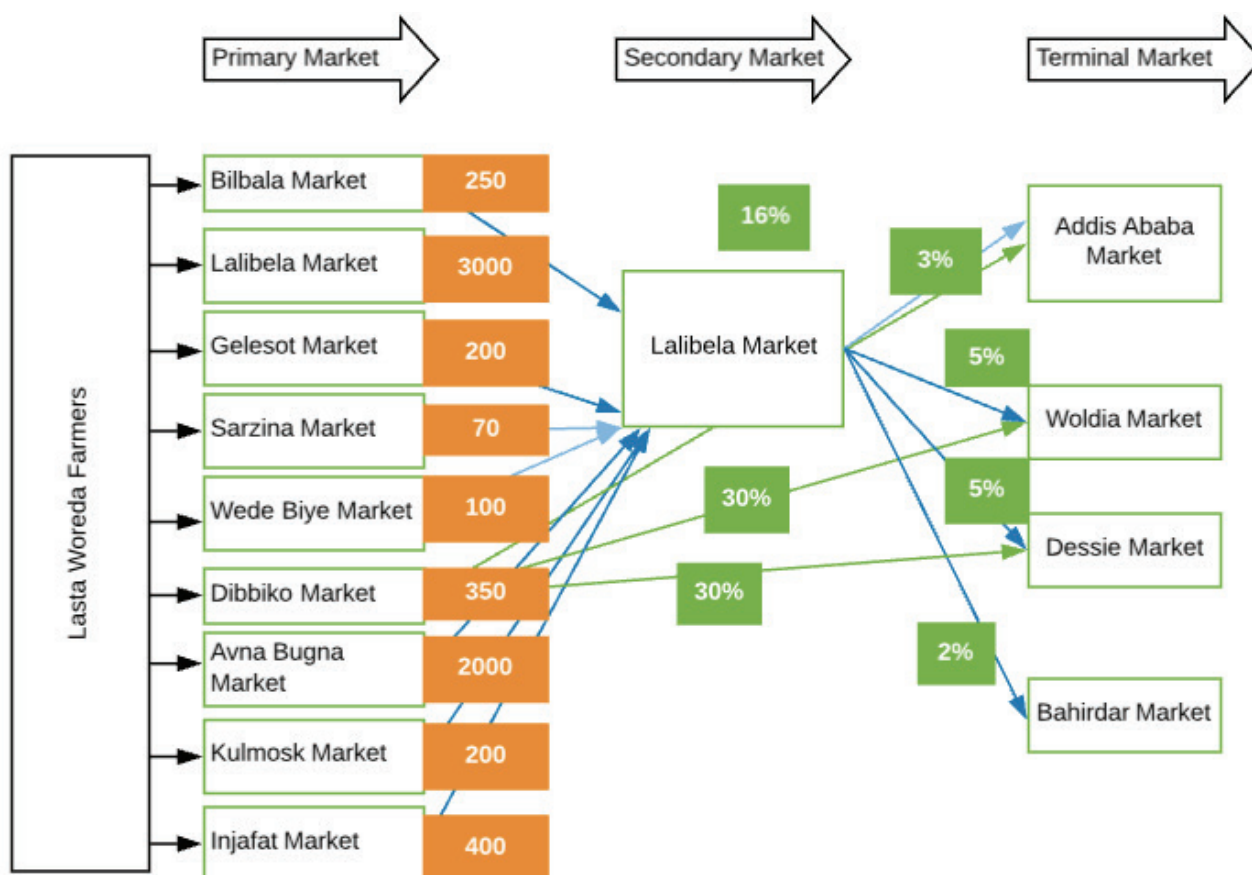 Primary Market
Secondary Market
Terminal Market
Lasta Woreda Farmers
Bilbala Market
250
Lalibela Market
3000
Gelesot Market
200
Sarzina Market
70
Wede Biye Market
100
Dibbiko Market
350
Avna Bugna
Market
2000
Kulmosk Market
200
Injafat Market
400
16%
Lalibela Market
30%
30%
3%
5%
5%
2%
Addis Ababa
Market
Woldia Market
Dessie Market
Bahirdar Market